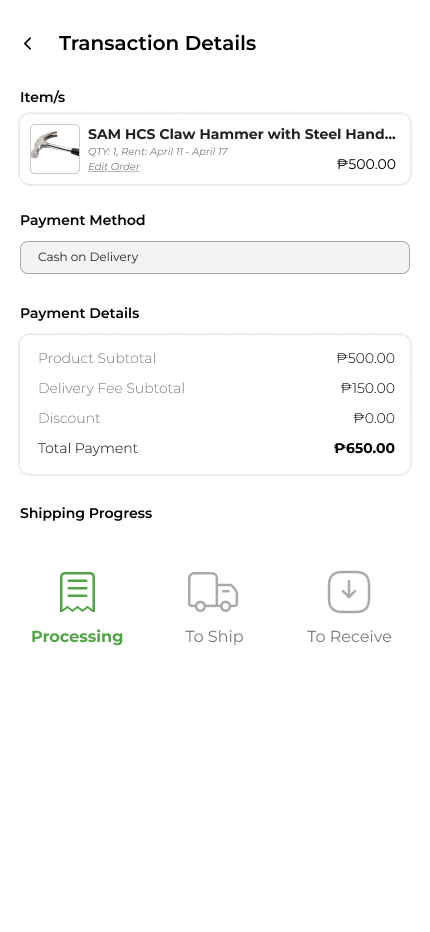 Transaction Details
Item/s
SAM HCS Claw Hammer with Steel Hand...
QTY: 1, Rent: April 11 - April 17
Edit Order
₱500.00
Payment Method
Cash on Delivery
Payment Details
Product Subtotal ₱500.00
Delivery Fee Subtotal ₱150.00
Discount ₱0.00
Total Payment ₱650.00
Shipping Progress
Processing To Ship To Receive